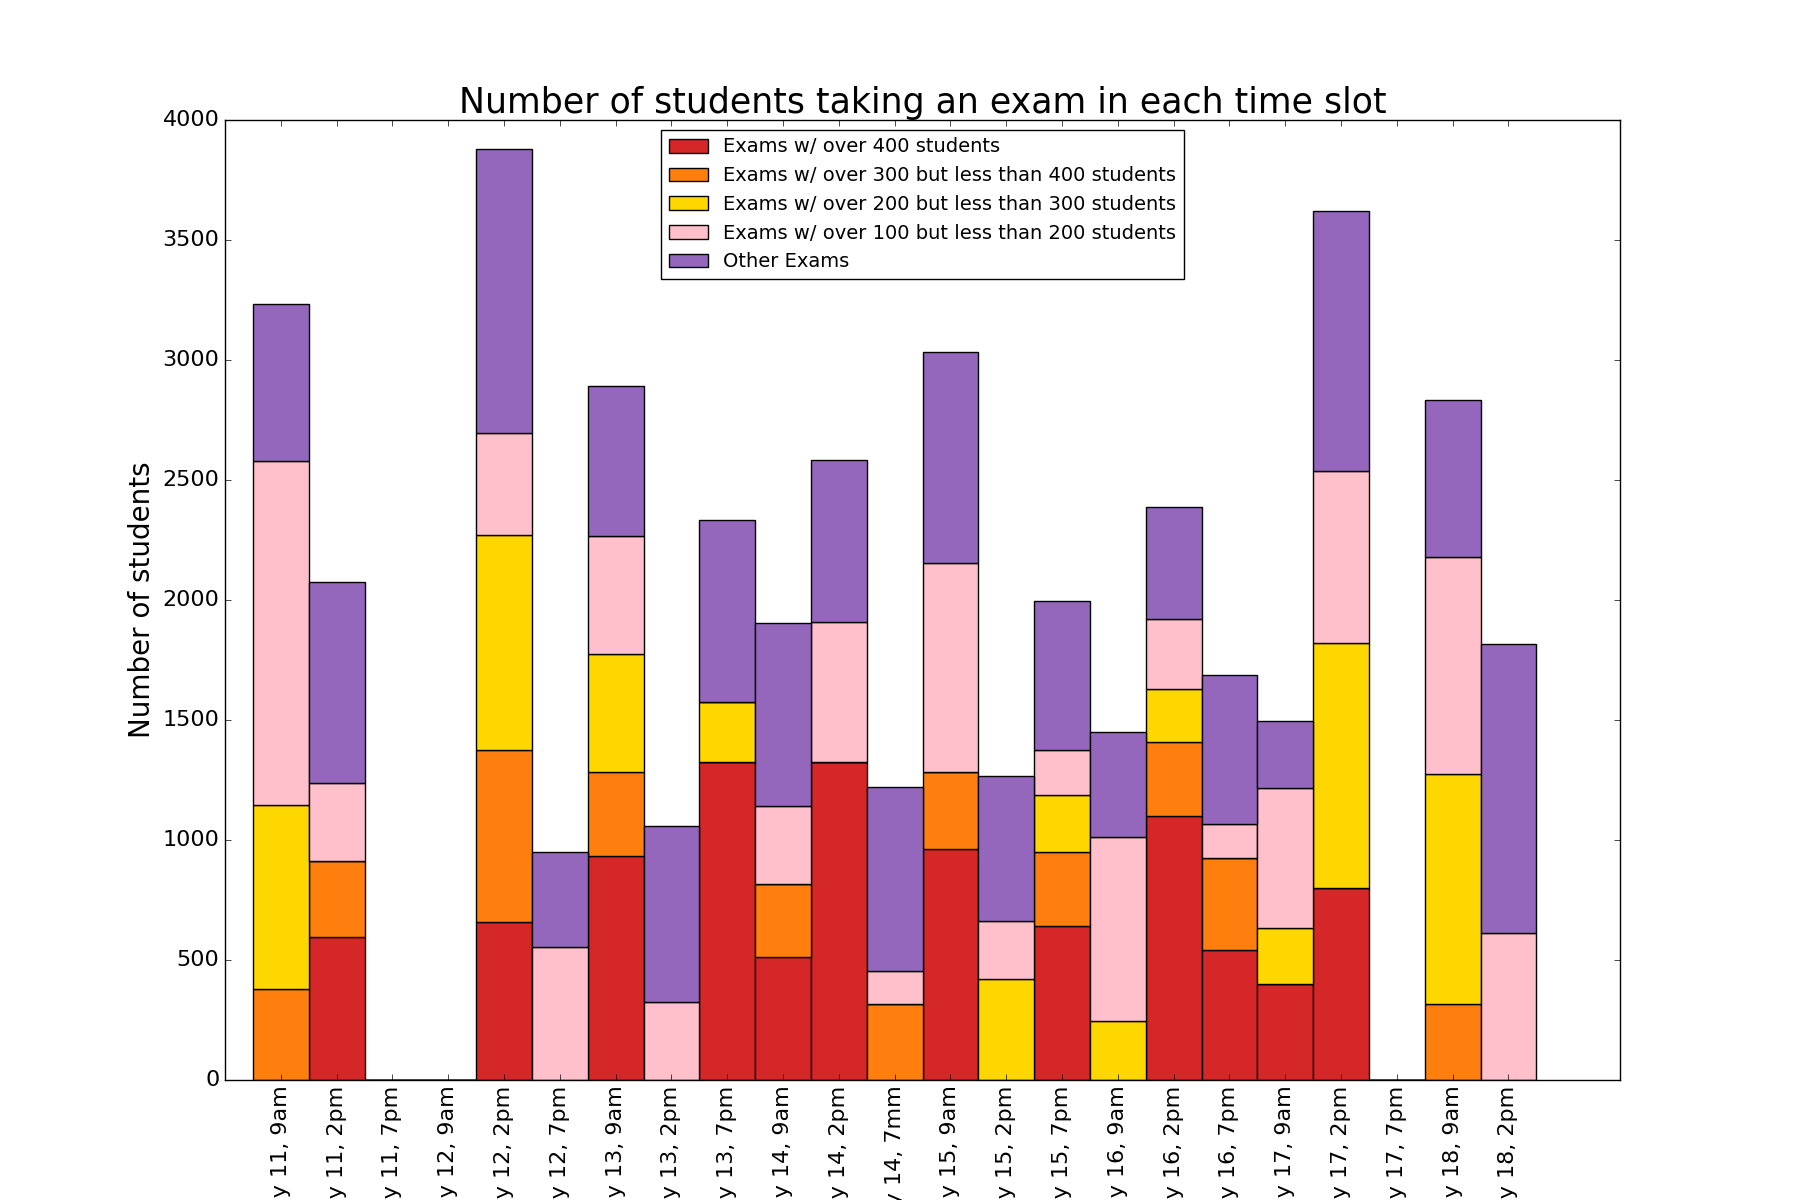 Number of students taking an exam in each time slot
Exams w/ over 400 students
Exams w/ over 300 but less than 400 students
Exams w/ over 200 but less than 300 students
Exams w/ over 100 but less than 200 students
Other Exams
Number of students
4000
3500
3000
2500
2000
1500
1000
500
0
y 11, 9am
y 11, 2pm
y 11, 7pm
y 12, 9am
y 12, 2pm
y 12, 7pm
y 13, 9am
y 13, 2pm
y 13, 7pm
y 14, 9am
y 14, 2pm
y 14, 7mm
y 15, 9am
y 15, 2pm
y 15, 7pm
y 16, 9am
y 16, 2pm
y 16, 7pm
y 17, 9am
y 17, 2pm
y 17, 7pm
y 18, 9am
y 18, 2pm